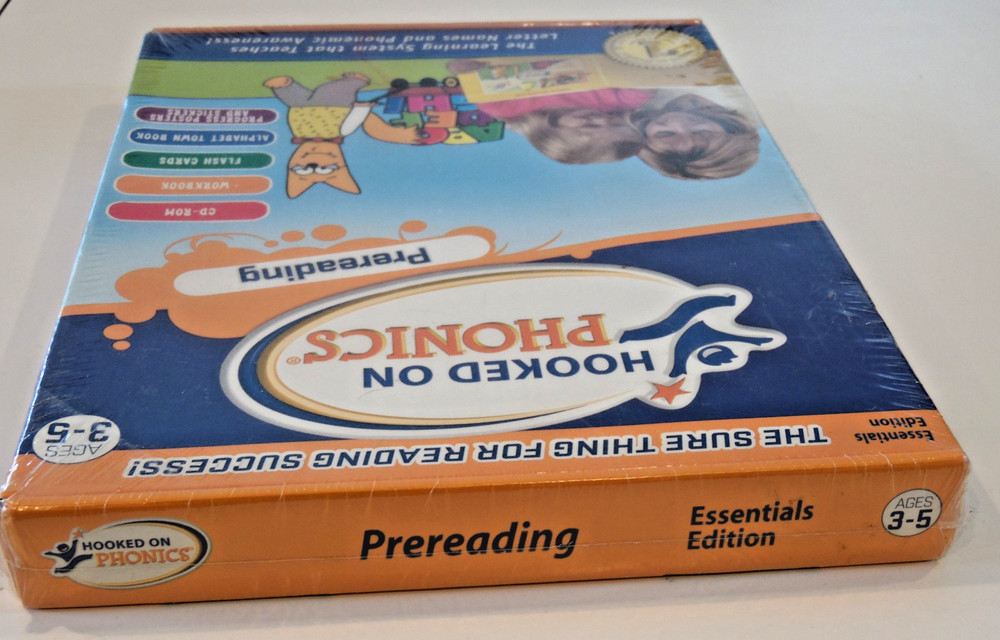 THE SURE THING FOR READING SUCCESS!
Essentials
Edition
AGES
3-5
HOOKED ON
PHONICS®
Prereading
CD-ROM
WORKBOOK
FLASH CARDS
ALPHABET TOWN BOOK
PROGRESS POSTERS
AND STICKERS
The Learning System that Teaches
Letter Names and Phonemic Awareness!
HOOKED ON
PHONICS
Prereading
Essentials
Edition
AGES
3-5